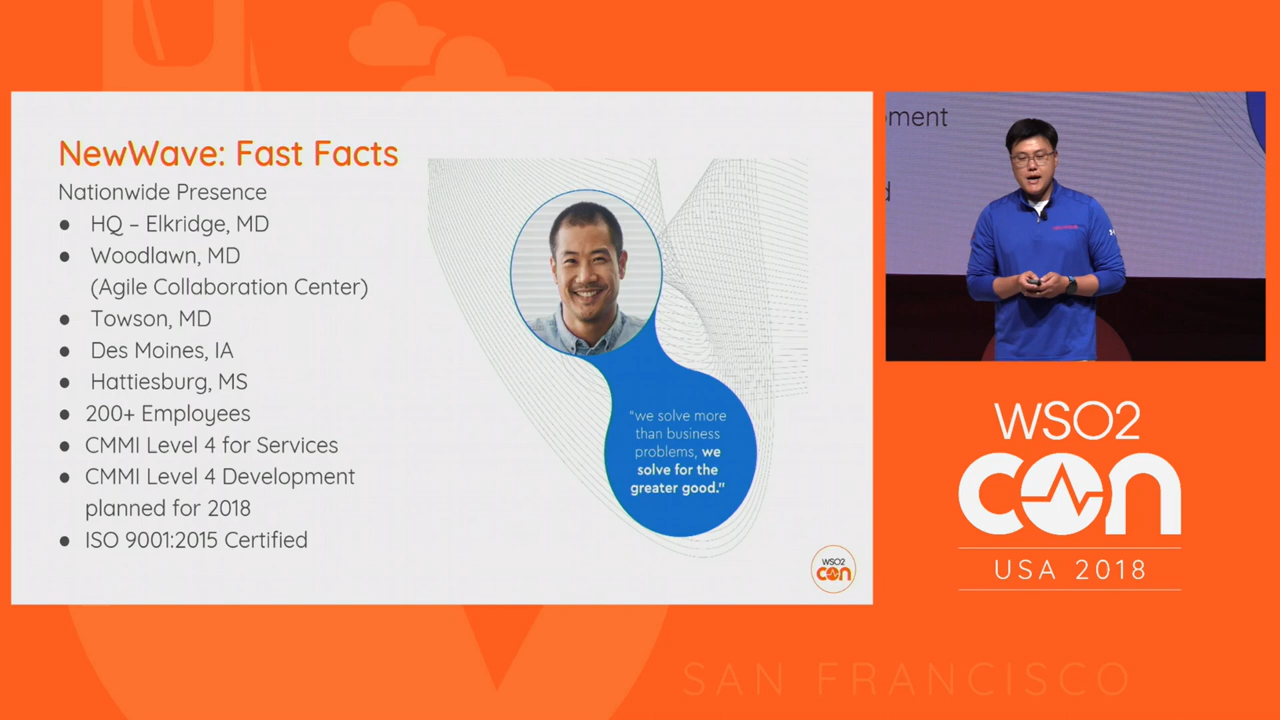 NewWave: Fast Facts
Nationwide Presence
● HQ – Elkridge, MD
● Woodlawn, MD
(Agile Collaboration Center)
● Towson, MD
● Des Moines, IA
● Hattiesburg, MS
● 200+ Employees
● CMMI Level 4 for Services
● CMMI Level 4 Development
planned for 2018
● ISO 9001:2015 Certified
"we solve more
than business
problems, we
solve for the
greater good."
WSO2
con
WSO2
con
USA 2018
SAN FRANCISCO